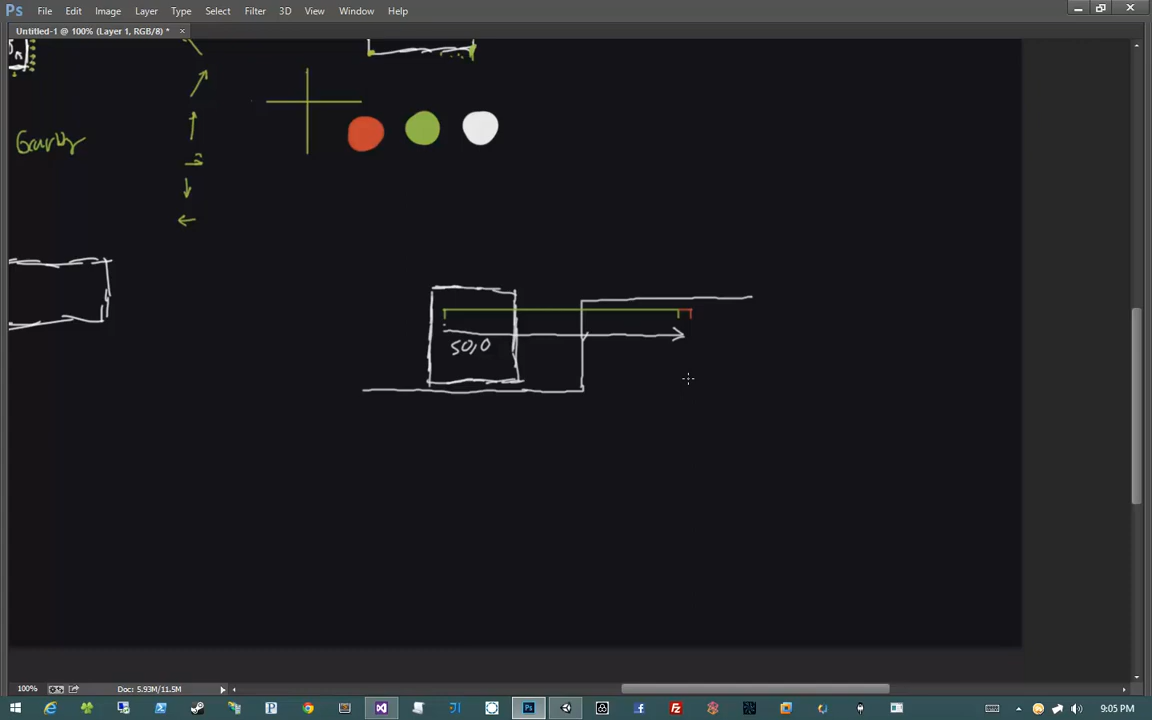 Ps File Edit Image Layer Type Select Filter 3D View Window Help
Untitled-1 @ 100% (Layer 1, RGB/8) * ×
Gravity
50,0
100% Doc: 5.93M/11.5M
9:05 PM